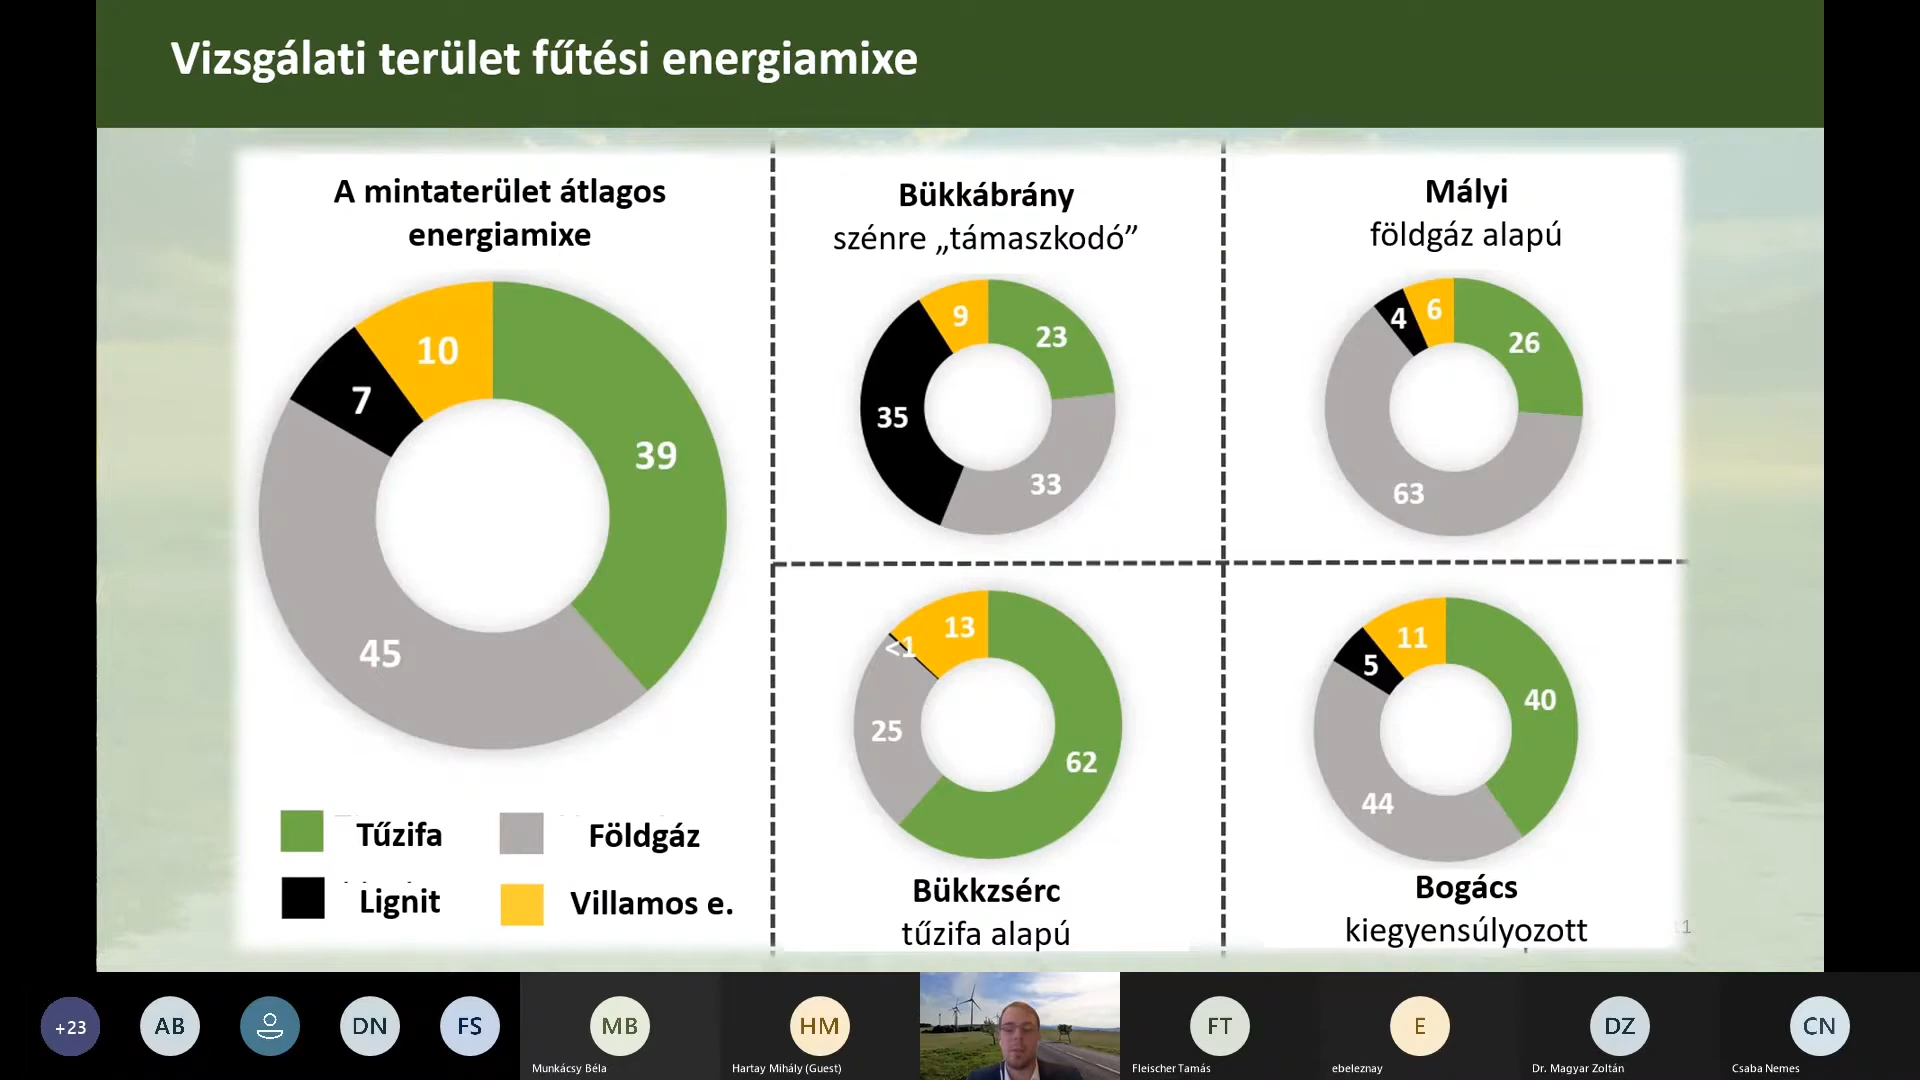 Vizsgálati terület fűtési energiamixe
A mintaterület átlagos
energiamixe
10
7
39
45
Tűzifa
Földgáz
Lignit
Villamos e.
Bükkábrány
szénre „támaszkodó”
9
23
35
33
Mályi
földgáz alapú
4
6
26
63
13
<1
25
62
Bükkzsérc
tűzifa alapú
11
5
40
44
Bogács
kiegyensúlyozott
+23
AB
DN
FS
MB
Munkácsy Béla
HM
Hartay Mihály (Guest)
FT
Fleischer Tamás
E
ebeleznay
DZ
Dr. Magyar Zoltán
CN
Csaba Nemes